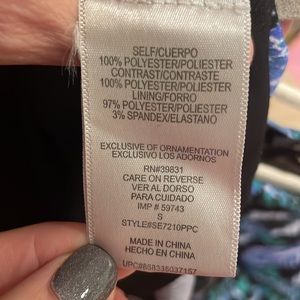 SELF/CUERPO
100% POLYESTER/POLIESTER
CONTRAST/CONTRASTE
100% POLYESTER/POLIESTER
LINING/FORRO
97% POLYESTER/POLIESTER
3% SPANDEX/ELASTANO
EXCLUSIVE OF ORNAMENTATION
EXCLUSIVO LOS ADORNOS
RN#39831
CARE ON REVERSE
VER AL DORSO
PARA CUIDADO
IMP # 59743
S
STYLE#SE7210PPC
MADE IN CHINA
HECHO EN CHINA
UPC#858335037157